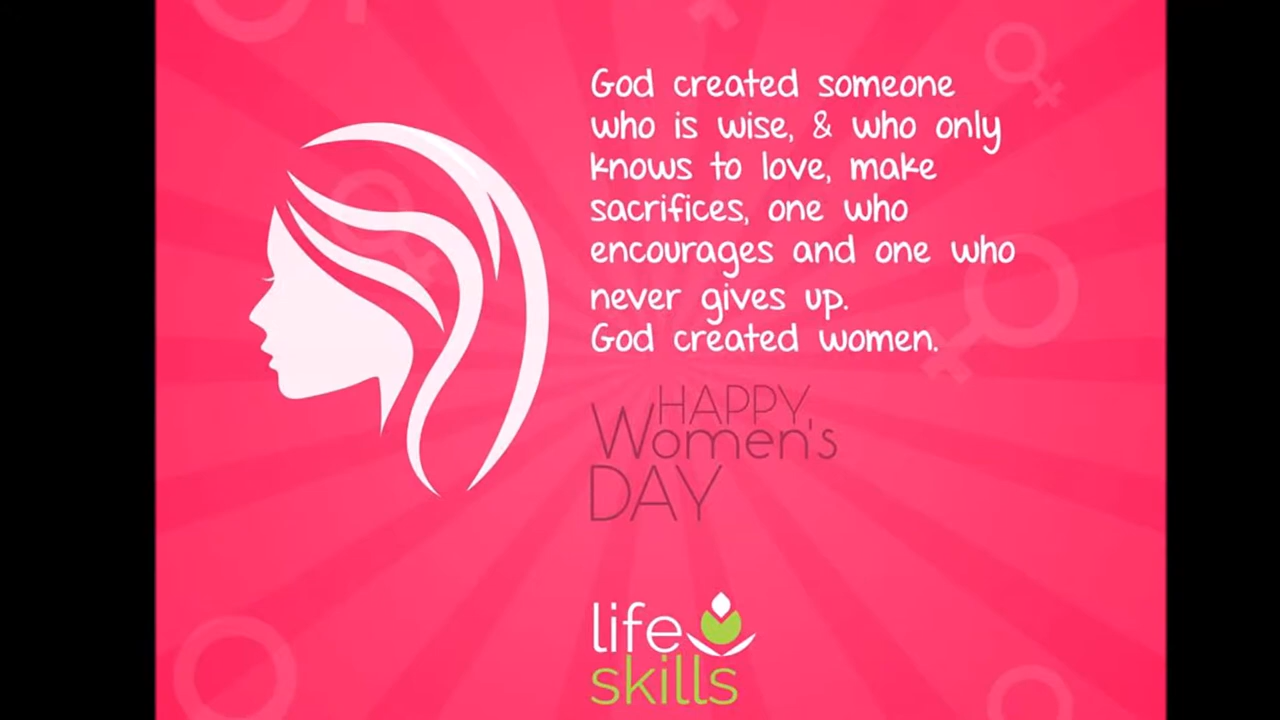 God created someone
who is wise, & who only
knows to love, make
sacrifices, one who
encourages and one who
never gives up.
God created women.
HAPPY
Women's
DAY
life
skills